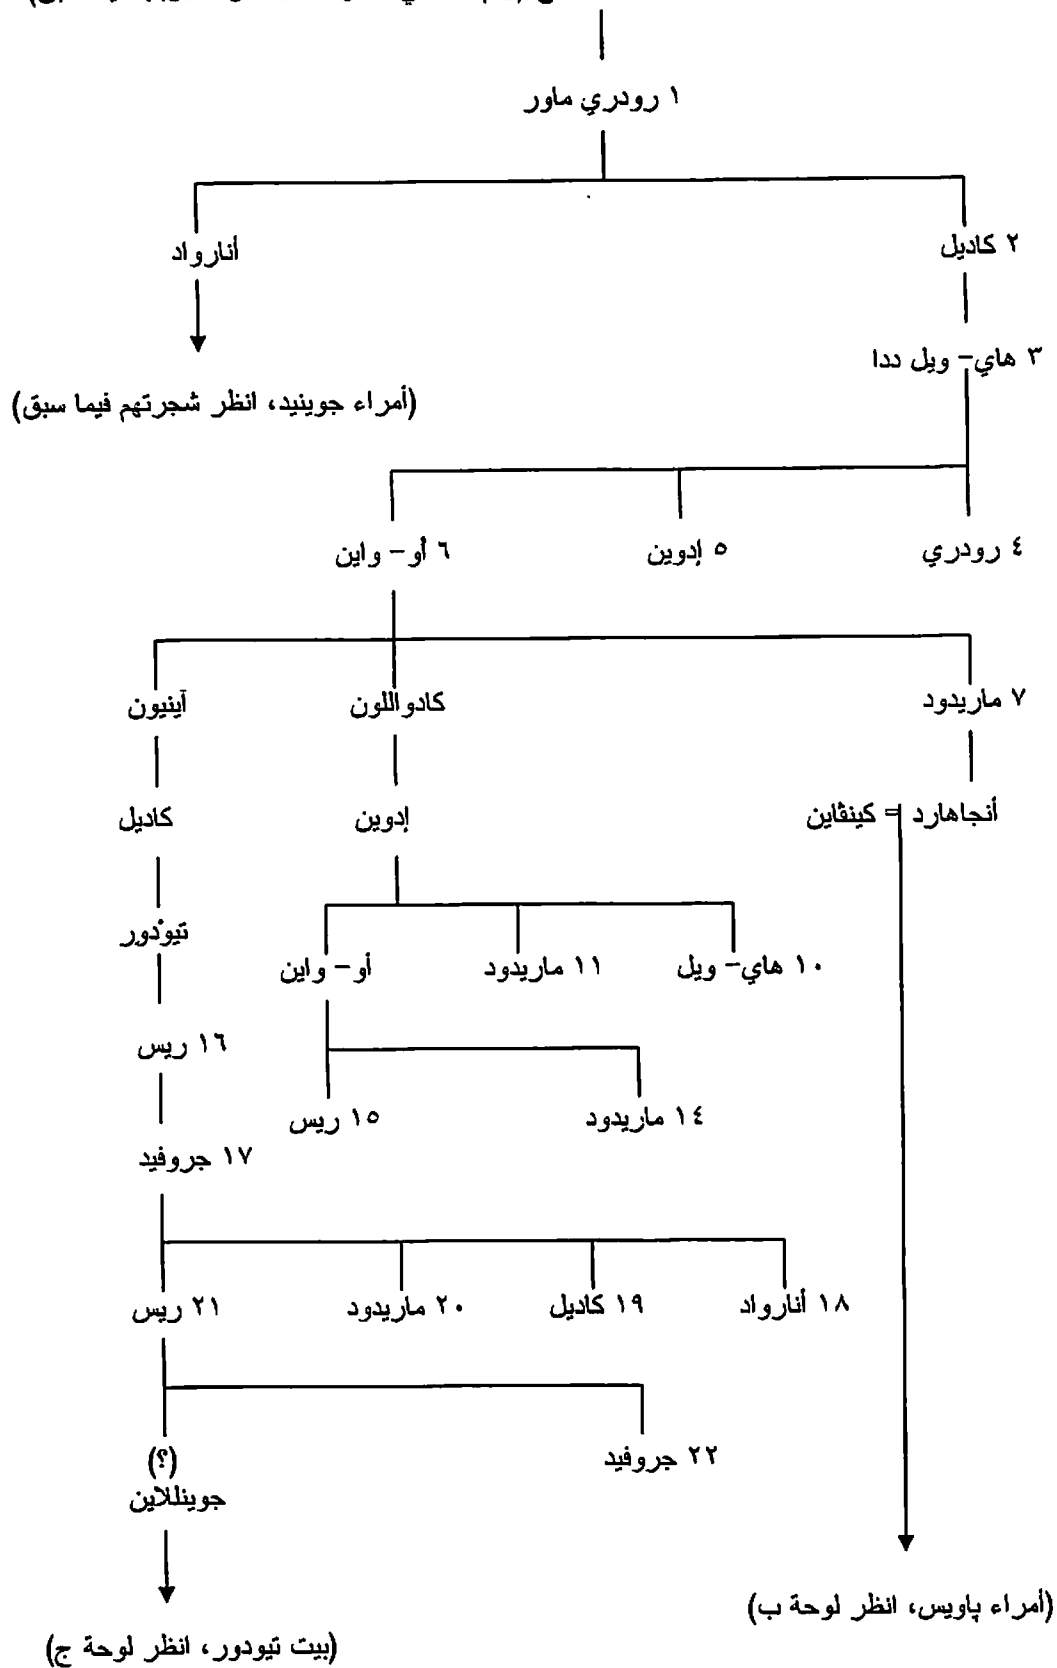 ١ رودري ماور
٢ كاديل
أنارواد
٣ هاي- ويل ددا
(أمراء جوينيد، انظر شجرتهم فيما سبق)
٤ رودري
٥ إدوين
٦ أو- واين
٧ ماريدود
كادواللون
آينيون
أنجاهارد = كينڤاين
إدوين
كاديل
تيودور
١٠ هاي- ويل
١١ ماريدود
أو- واين
١٦ ريس
١٤ ماريدود
١٥ ريس
١٧ جروفيد
١٨ أنارواد
١٩ كاديل
٢٠ ماريدود
٢١ ريس
٢٢ جروفيد
(؟)
جوينللاين
(أمراء پاويس، انظر لوحة ب)
(بيت تيودور، انظر لوحة ج)